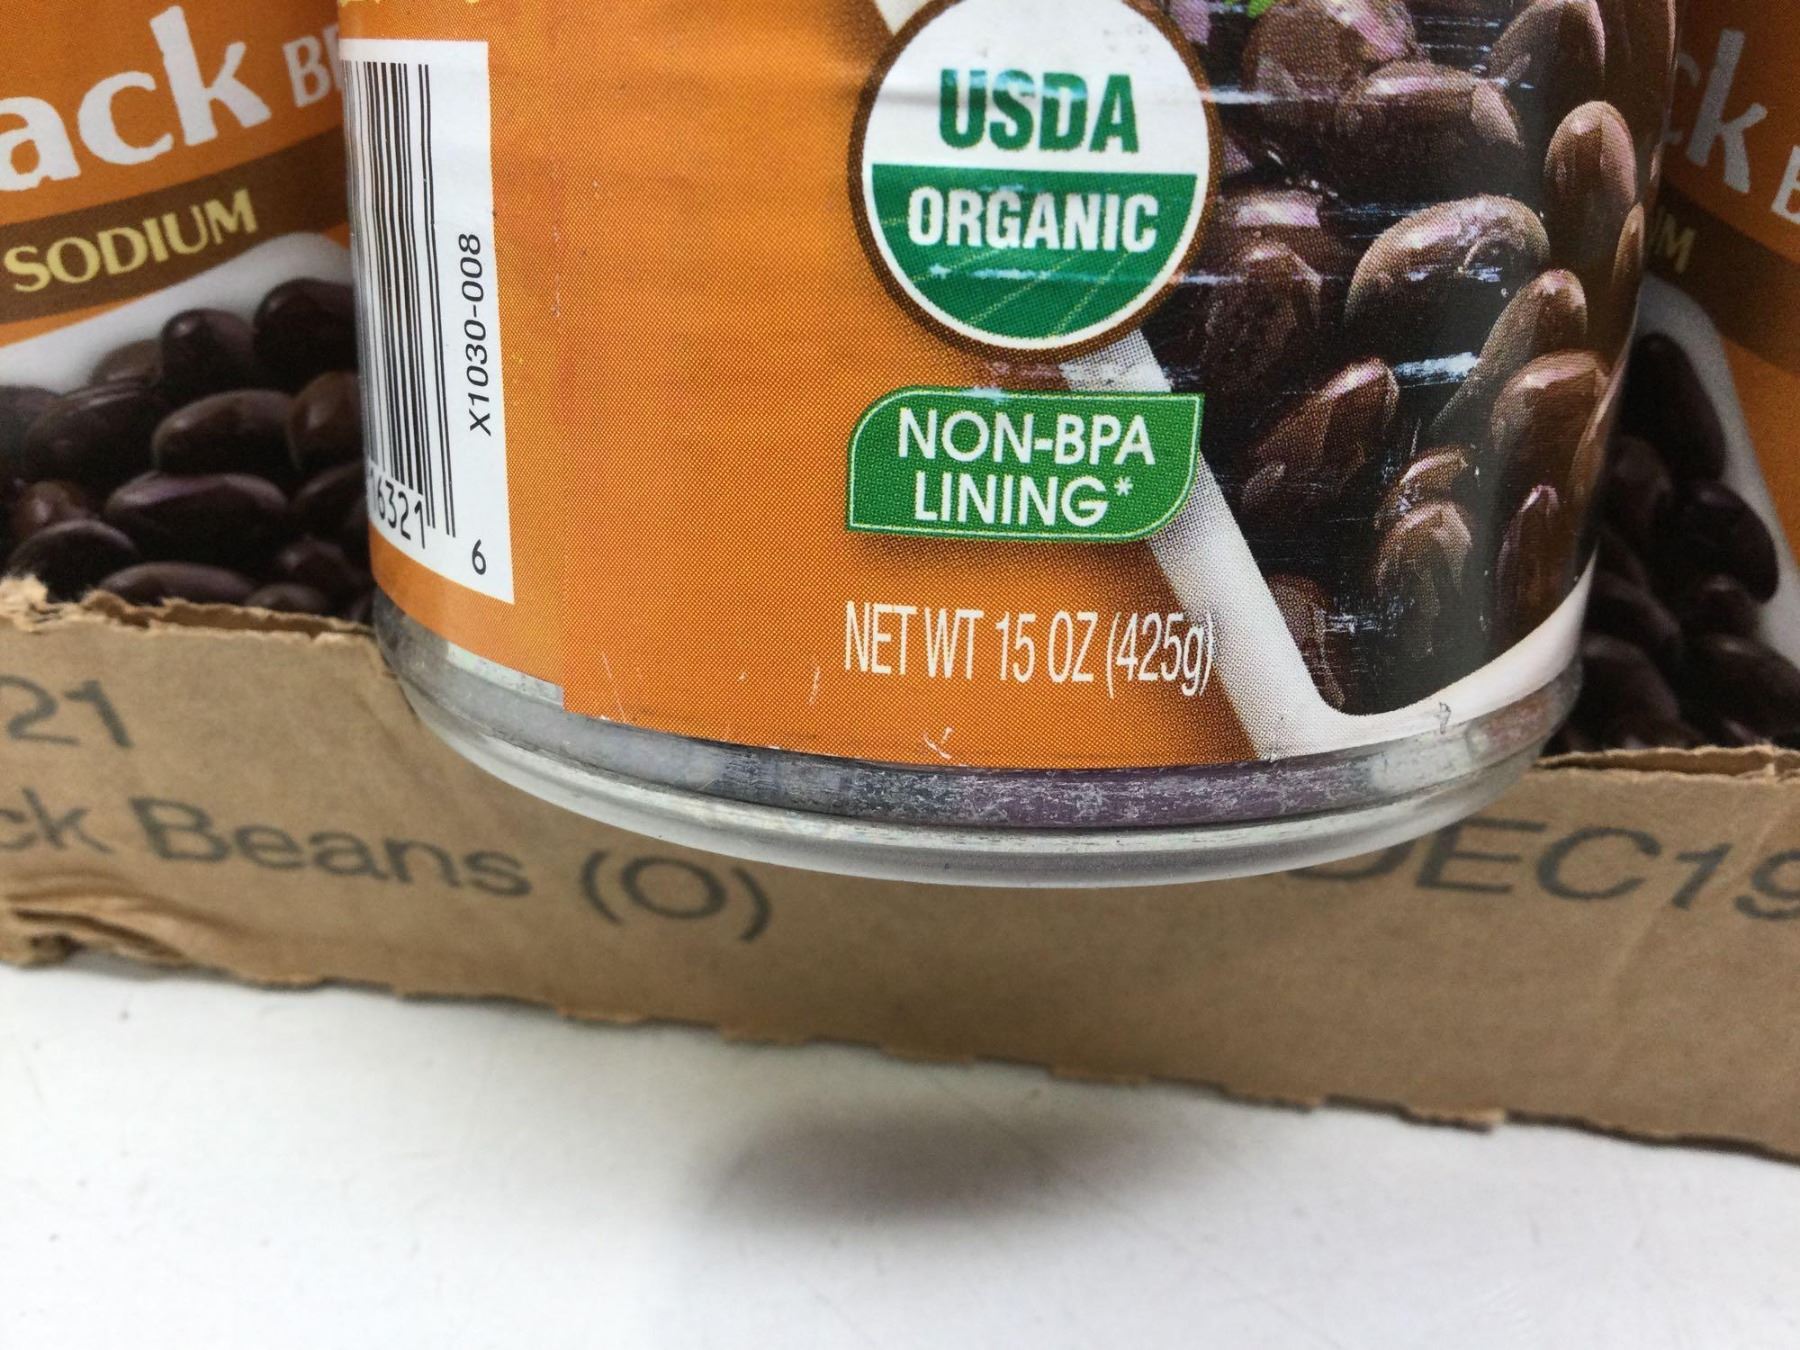 ack
SODIUM
X1030-008
6321
6
USDA
ORGANIC
NON-BPA
LINING*
NET WT 15 OZ (425g)
ck
21
ck Beans (O)
DEC19